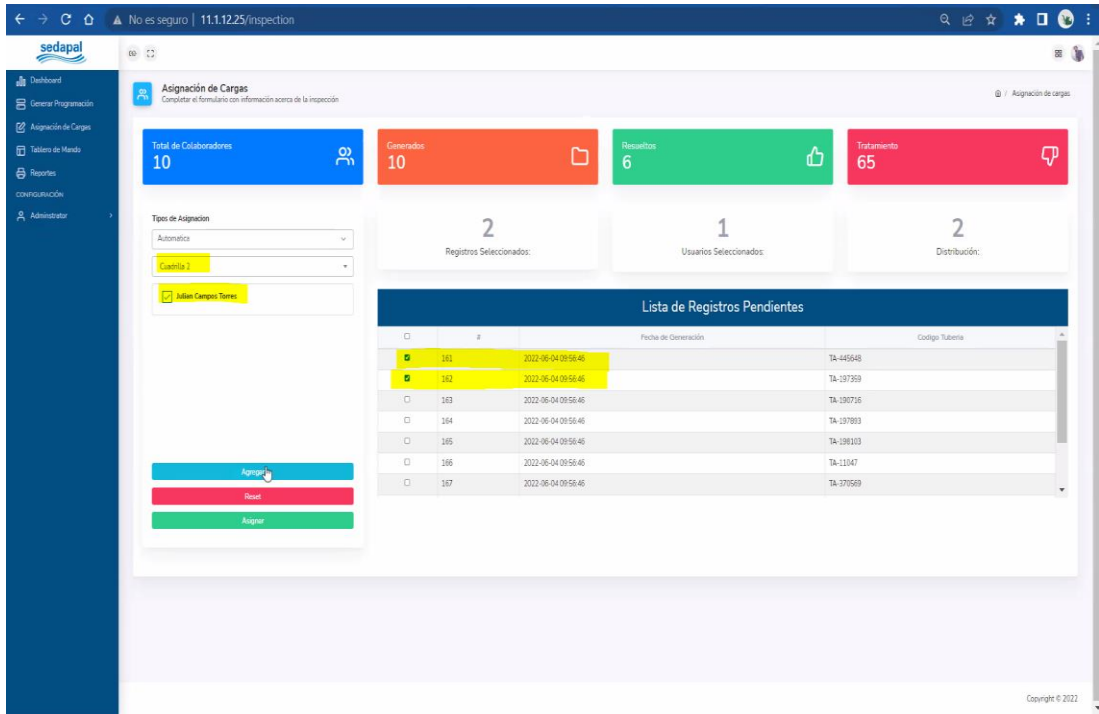 No es seguro | 11.1.12.25/inspection
sedapal
Dashboard
Generar Programación
Asignación de Cargas
Tablero de Mando
Reportes
CONFIGURACIÓN
Adminstrator
Asignación de Cargas
Completar el formulario con información acerca de la inspección
/ Asignación de cargas
Total de Colaboradores
10
Generados
10
Resueltos
6
Tratamiento
65
Tipos de Asignacion
Automatica
Cuadrilla 2
Julian Campos Torres
2
Registros Seleccionados:
1
Usuarios Seleccionados:
2
Distribución:
Lista de Registros Pendientes
# Fecha de Generación Codigo Tuberia
161 2022-06-04 09:56:46 TA-445648
162 2022-06-04 09:56:46 TA-197359
163 2022-06-04 09:56:46 TA-190716
164 2022-06-04 09:56:46 TA-197893
165 2022-06-04 09:56:46 TA-198103
166 2022-06-04 09:56:46 TA-11047
167 2022-06-04 09:56:46 TA-370569
Agregar
Reset
Asignar
Copyright © 2022